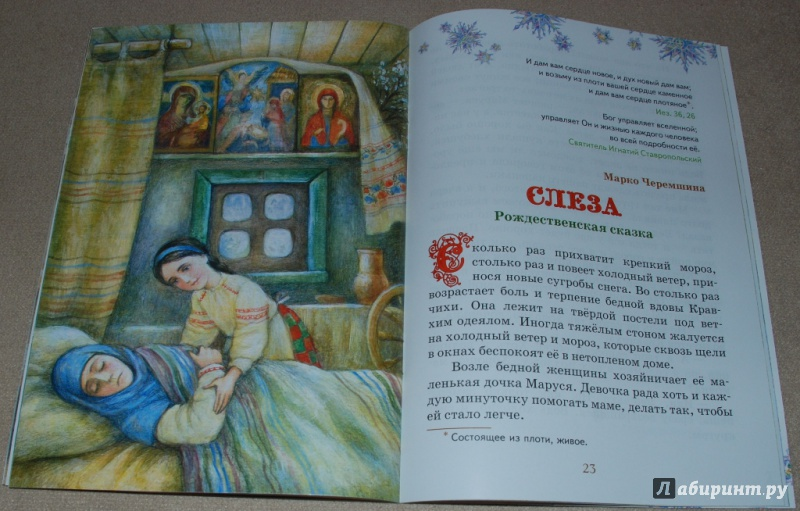 И дам вам сердце новое, и дух новый дам вам;
и возьму из плоти вашей сердце каменное
и дам вам сердце плотяное*.
Иез. 36, 26
Бог управляет вселенной;
управляет Он и жизнью каждого человека
во всей подробности её.
Святитель Игнатий Ставропольский
Марко Черемшина
СЛЕЗА
Рождественская сказка
Сколько раз прихватит крепкий мороз,
столько раз и повеет холодный ветер, при-
нося новые сугробы снега. Во столько раз
возрастает боль и терпение бедной вдовы Крав-
чихи. Она лежит на твёрдой постели под вет-
хим одеялом. Иногда тяжёлым стоном жалуется
на холодный ветер и мороз, которые сквозь щели
в окнах беспокоят её в нетопленом доме.
Возле бедной женщины хозяйничает её ма-
ленькая дочка Маруся. Девочка рада хоть и каж-
дую минуточку помогать маме, делать так, чтобы
ей стало легче.
* Состоящее из плоти, живое.
23
Лабиринт.ру